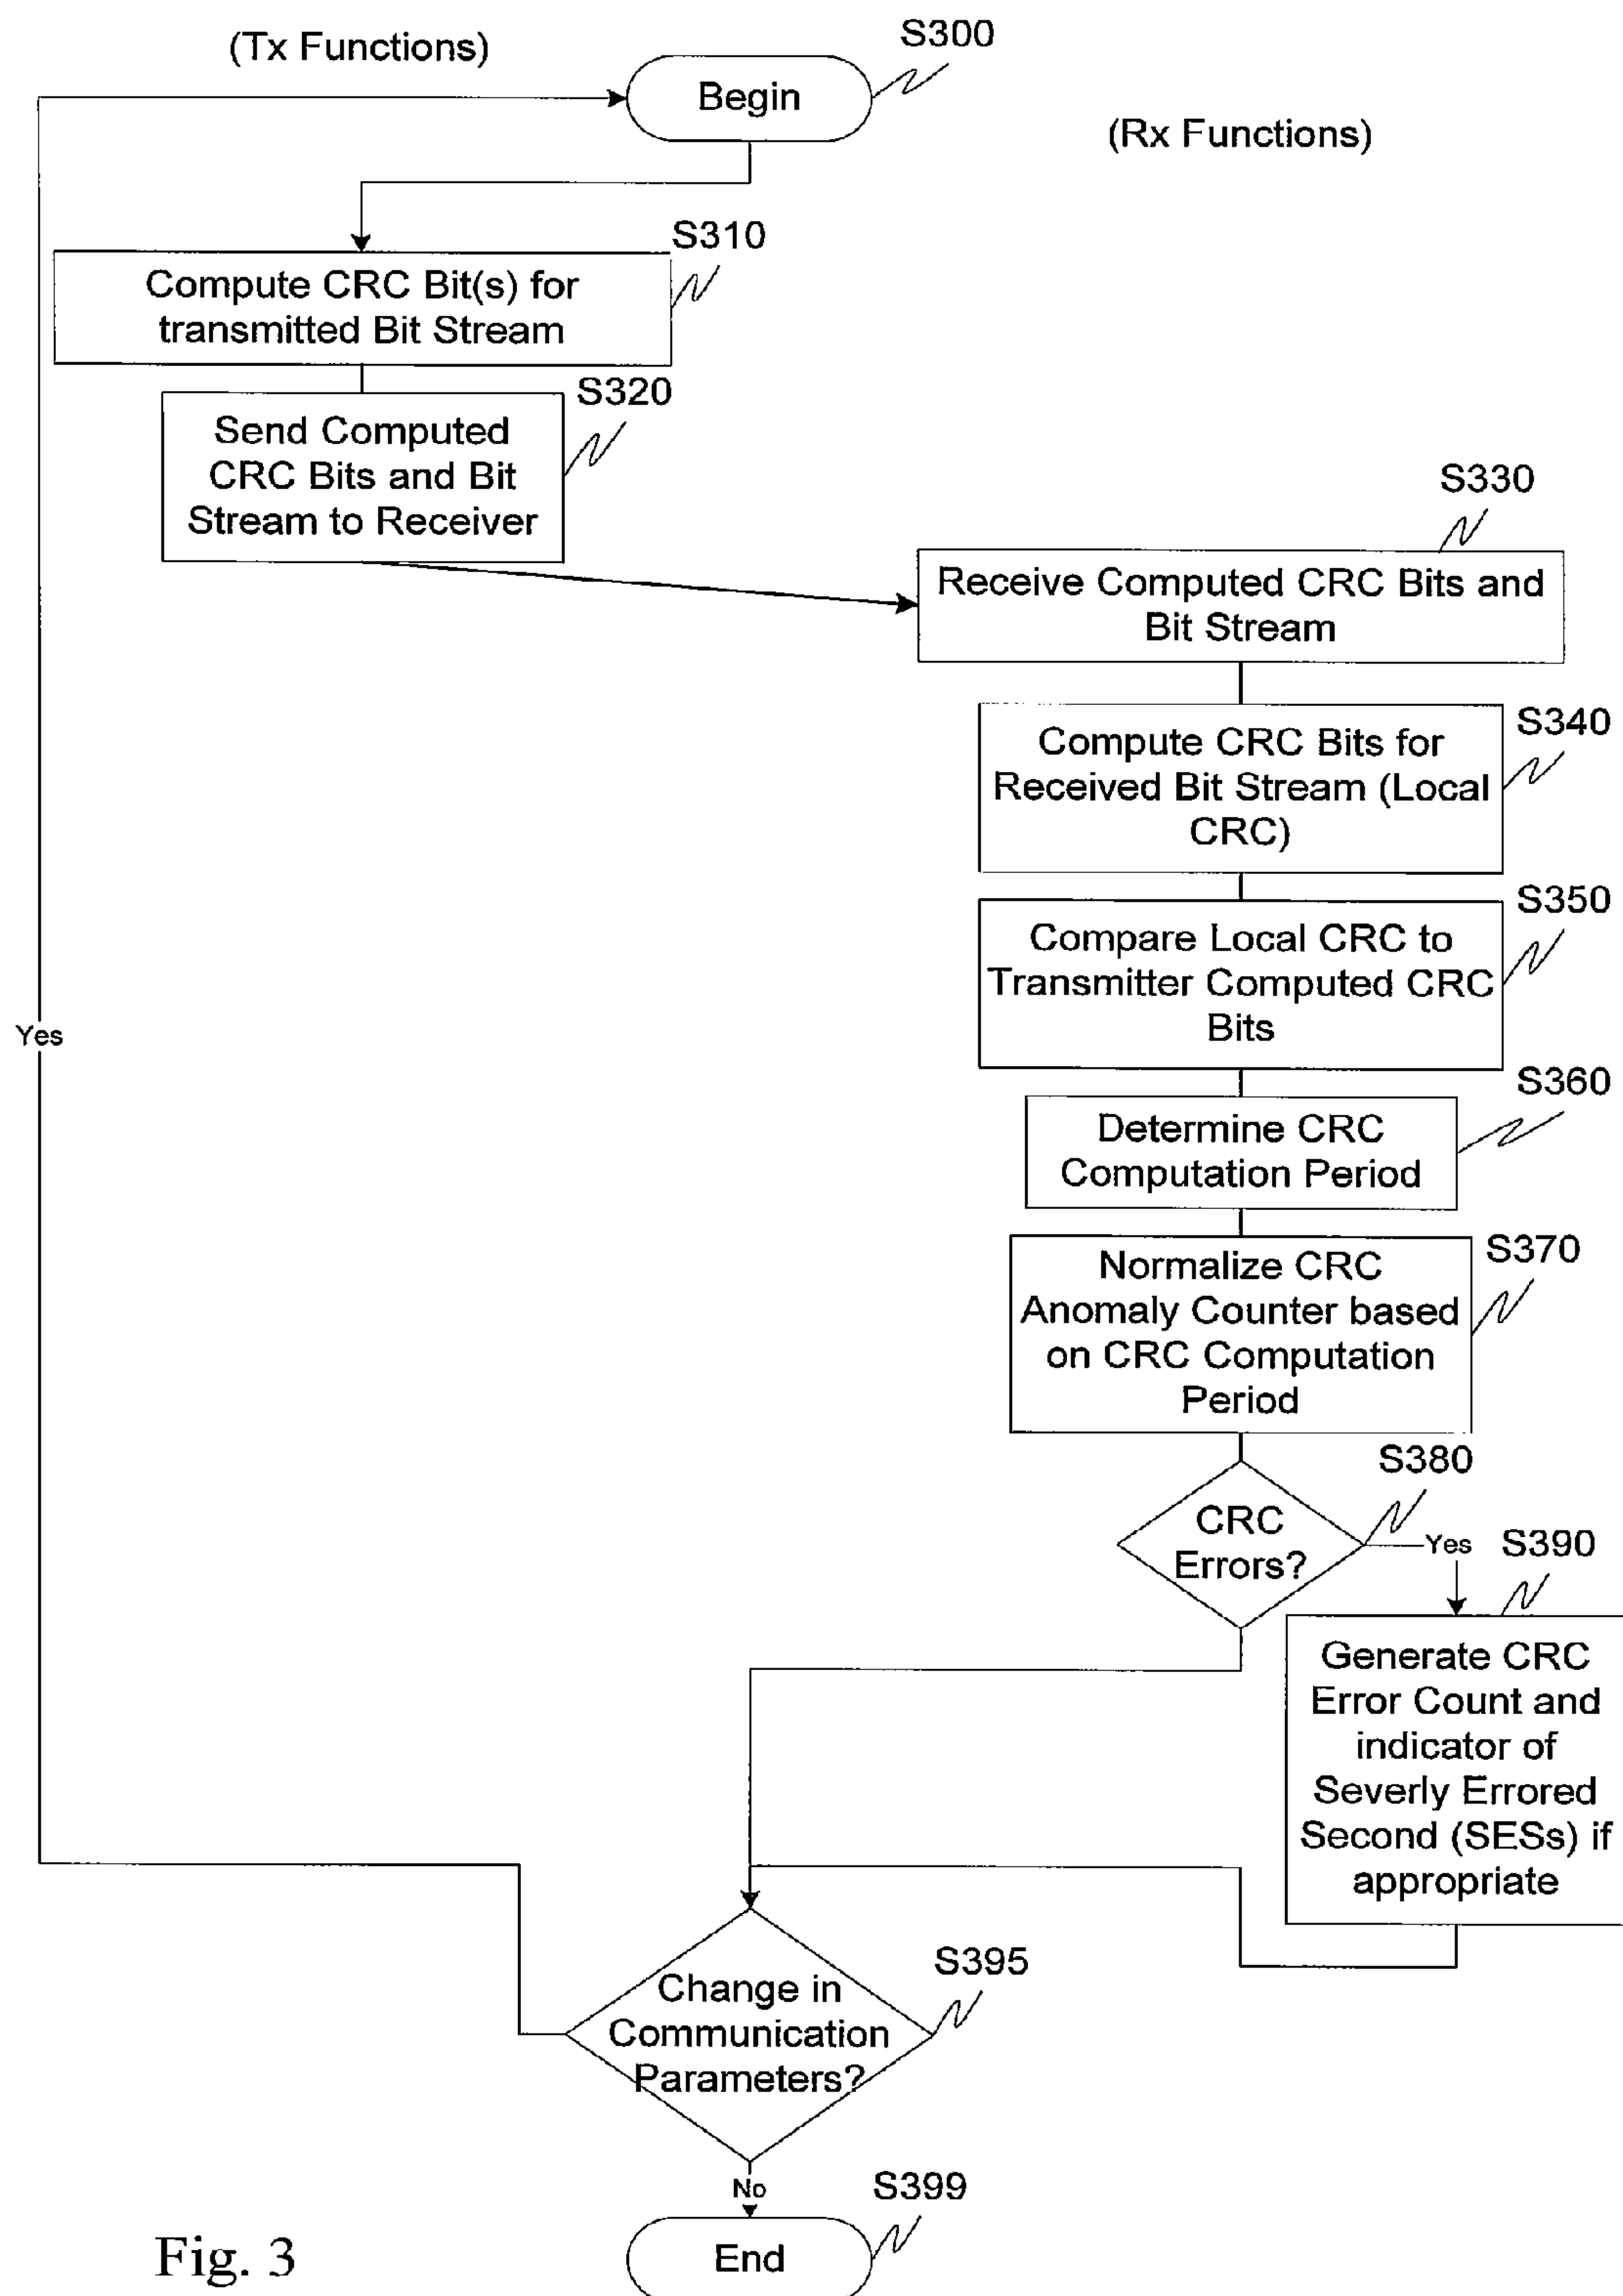 (Tx Functions)
S300
Begin
(Rx Functions)
S310
Compute CRC Bit(s) for
transmitted Bit Stream
S320
Send Computed
CRC Bits and Bit
Stream to Receiver
S330
Receive Computed CRC Bits and
Bit Stream
S340
Compute CRC Bits for
Received Bit Stream (Local
CRC)
S350
Compare Local CRC to
Transmitter Computed CRC
Bits
Yes
S360
Determine CRC
Computation Period
S370
Normalize CRC
Anomaly Counter based
on CRC Computation
Period
S380
CRC
Errors?
Yes
S390
Generate CRC
Error Count and
indicator of
Severly Errored
Second (SESs) if
appropriate
S395
Change in
Communication
Parameters?
No
S399
End
Fig. 3